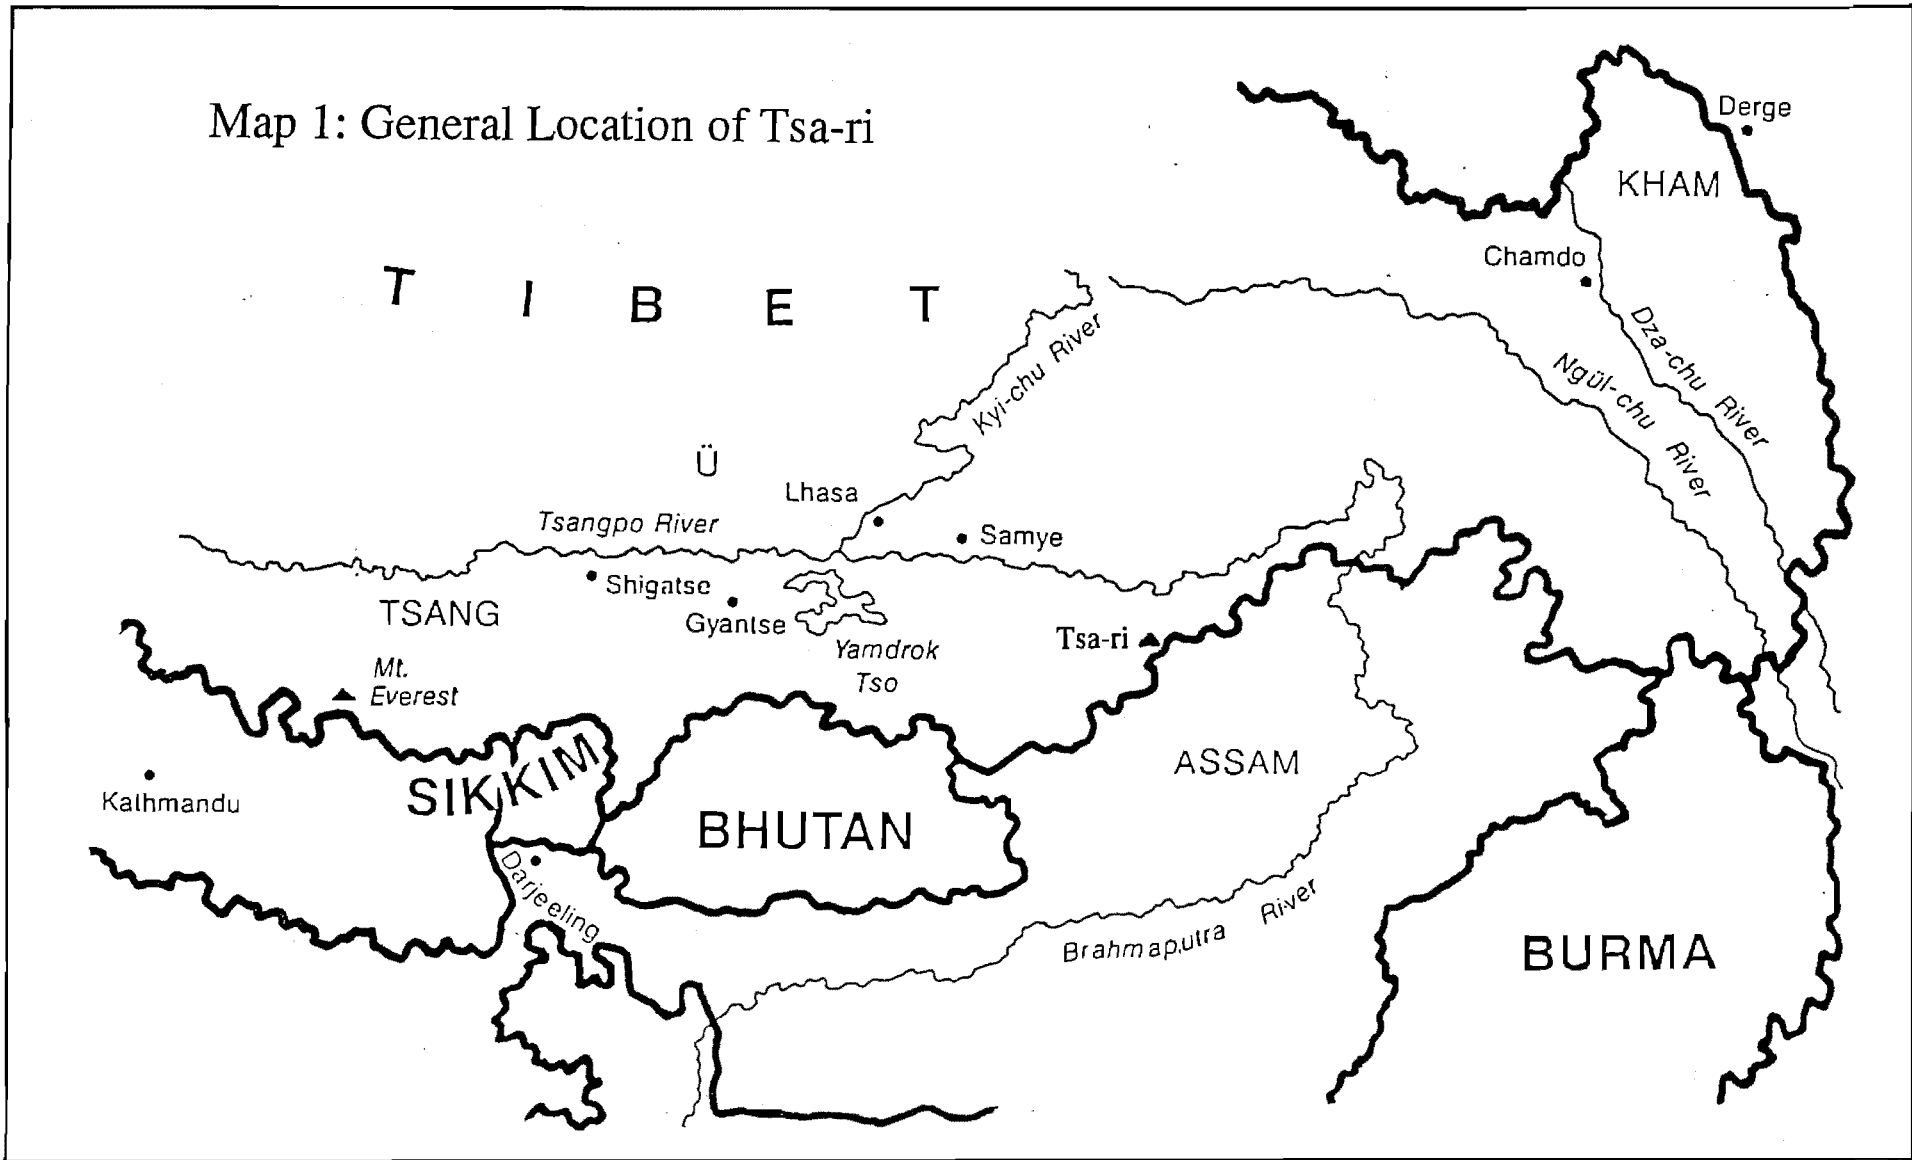 Map 1: General Location of Tsa-ri
Derge
KHAM
Chamdo
T I B E T
Kyi-chu River
Dza-chu River
Ngül-chu River
Ü
Lhasa
Tsangpo River
Samye
Shigatse
TSANG
Gyantse
Yamdrok
Tso
Tsa-ri
Mt.
Everest
SIKKIM
ASSAM
Kathmandu
BHUTAN
Darjeeling
Brahmaputra River
BURMA